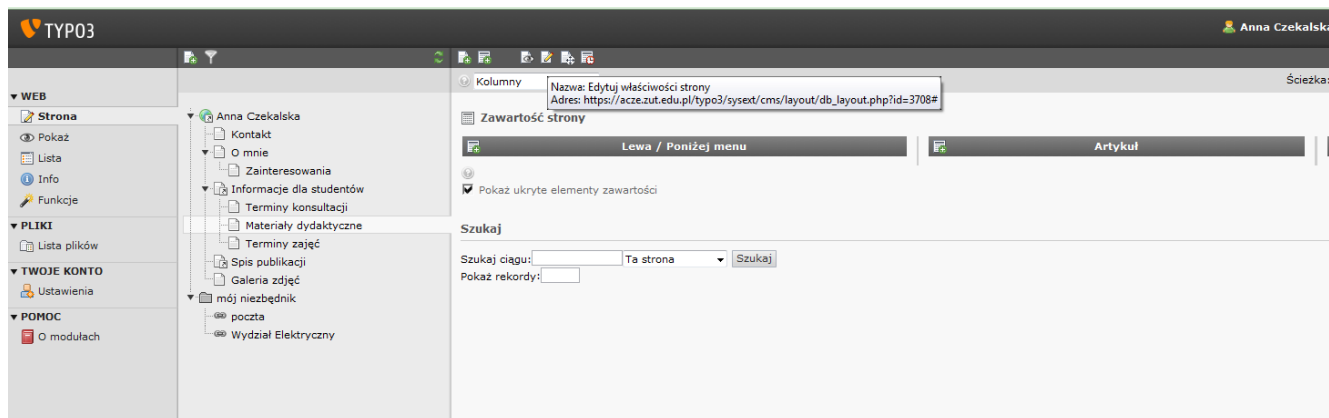 TYPO3
Anna Czekalska
Kolumny
Ścieżka:
Nazwa: Edytuj właściwości strony
Adres: https://acze.zut.edu.pl/typo3/sysext/cms/layout/db_layout.php?id=3708#
WEB
Strona
Pokaż
Lista
Info
Funkcje
PLIKI
Lista plików
TWOJE KONTO
Ustawienia
POMOC
O modułach
Anna Czekalska
Kontakt
O mnie
Zainteresowania
Informacje dla studentów
Terminy konsultacji
Materiały dydaktyczne
Terminy zajęć
Spis publikacji
Galeria zdjęć
mój niezbędnik
poczta
Wydział Elektryczny
Zawartość strony
Lewa / Poniżej menu
Artykuł
Pokaż ukryte elementy zawartości
Szukaj
Szukaj ciągu: Ta strona Szukaj
Pokaż rekordy: